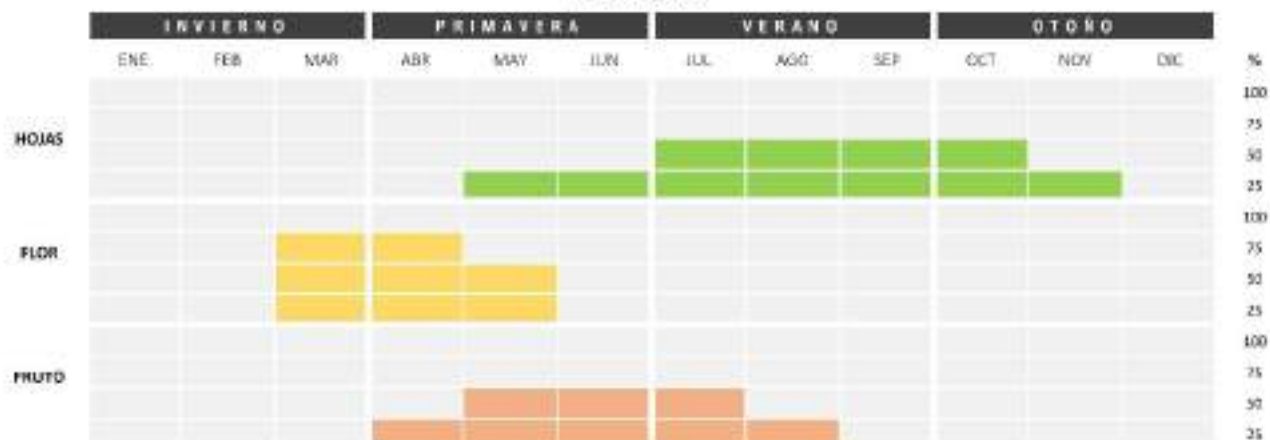 INVIERNO PRIMAVERA VERANO OTOÑO
ENE FEB MAR ABR MAY JUN JUL AGO SEP OCT NOV DIC %
100
75
HOJAS
50
25
100
FLOR 75
50
25
100
FRUTO 75
50
25